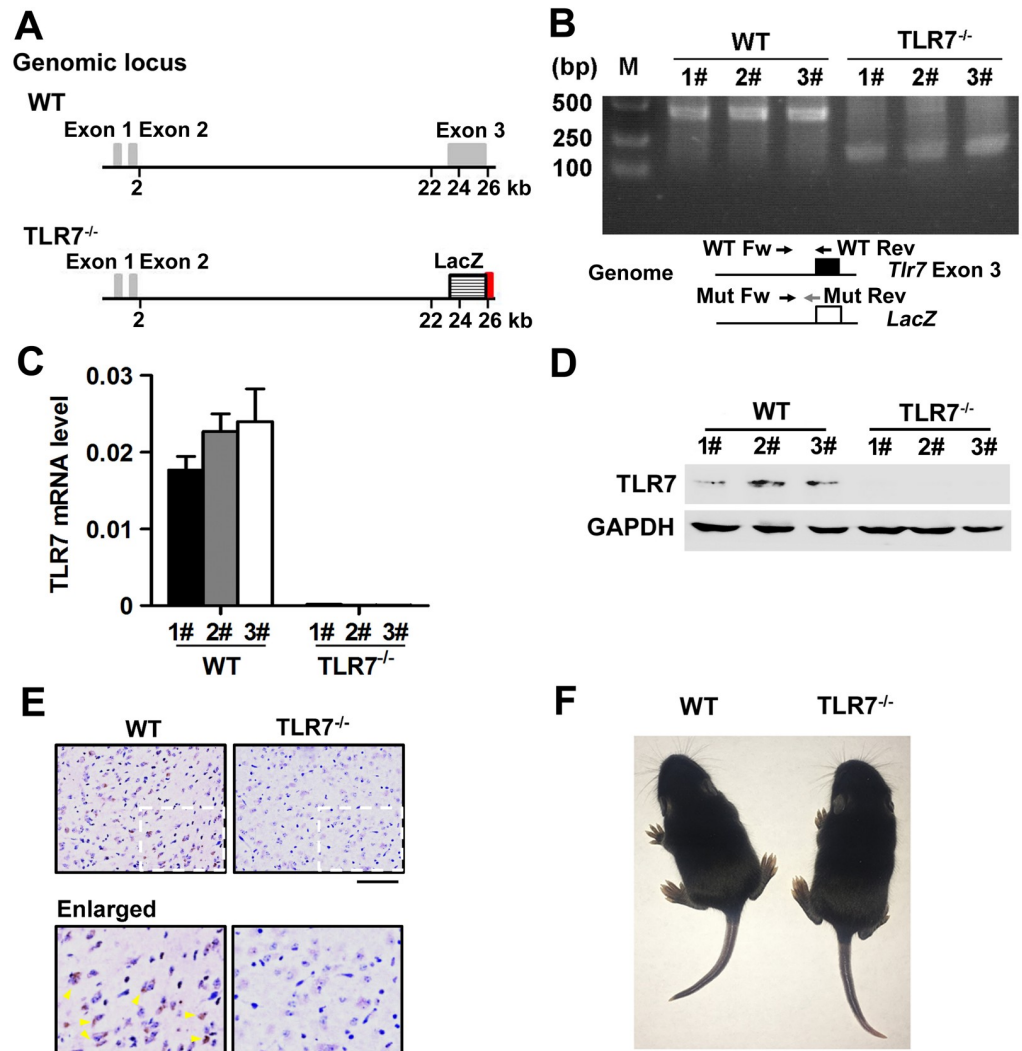 A
Genomic locus
WT
Exon 1 Exon 2 Exon 3
2 22 24 26 kb
TLR7-/-
Exon 1 Exon 2 LacZ
2 22 24 26 kb
B
WT TLR7-/-
(bp) M 1# 2# 3# 1# 2# 3#
500
250
100
WT Fw WT Rev
Genome Tlr7 Exon 3
Mut Fw Mut Rev
LacZ
C
TLR7 mRNA level
0.03
0.02
0.01
0
1# 2# 3# 1# 2# 3#
WT TLR7-/-
D
WT TLR7-/-
1# 2# 3# 1# 2# 3#
TLR7
GAPDH
E
WT TLR7-/-
Enlarged
F
WT TLR7-/-